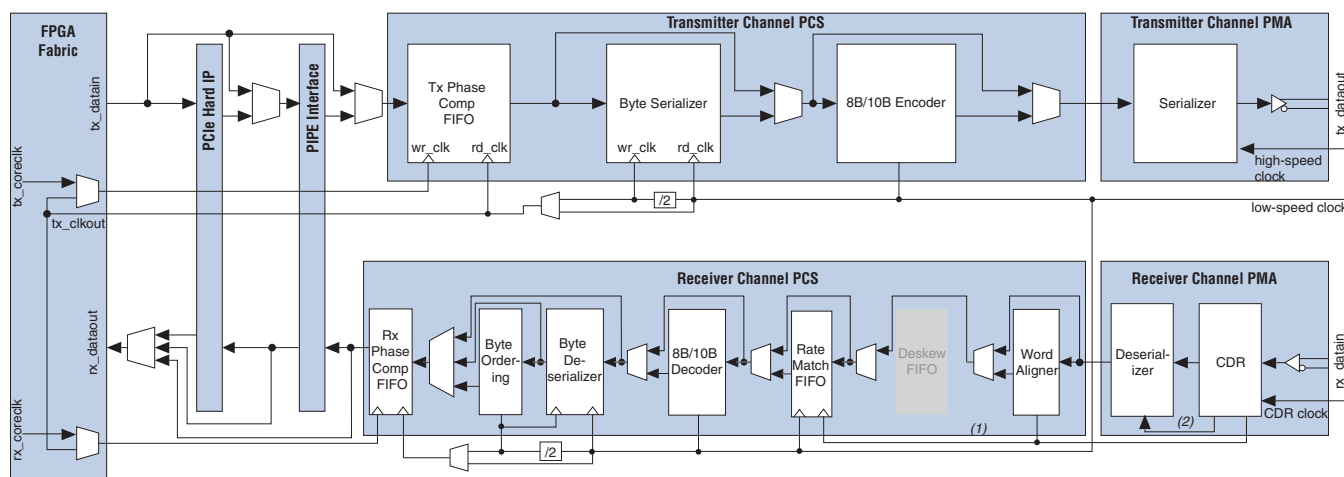 FPGA
Fabric
Transmitter Channel PCS
Transmitter Channel PMA
tx_datain
PCIe Hard IP
PIPE Interface
Tx Phase
Comp
FIFO
wr_clk
rd_clk
Byte Serializer
wr_clk
rd_clk
8B/10B Encoder
Serializer
tx_dataout
high-speed
clock
tx_coreclk
tx_clkout
/2
low-speed clock
Receiver Channel PCS
Receiver Channel PMA
rx_dataout
Rx
Phase
Comp
FIFO
Byte
Order-
ing
Byte
De-
serializer
8B/10B
Decoder
Rate
Match
FIFO
Deskew
FIFO
Word
Aligner
Deserial-
izer
CDR
rx_datain
CDR clock
rx_coreclk
(1)
(2)
/2